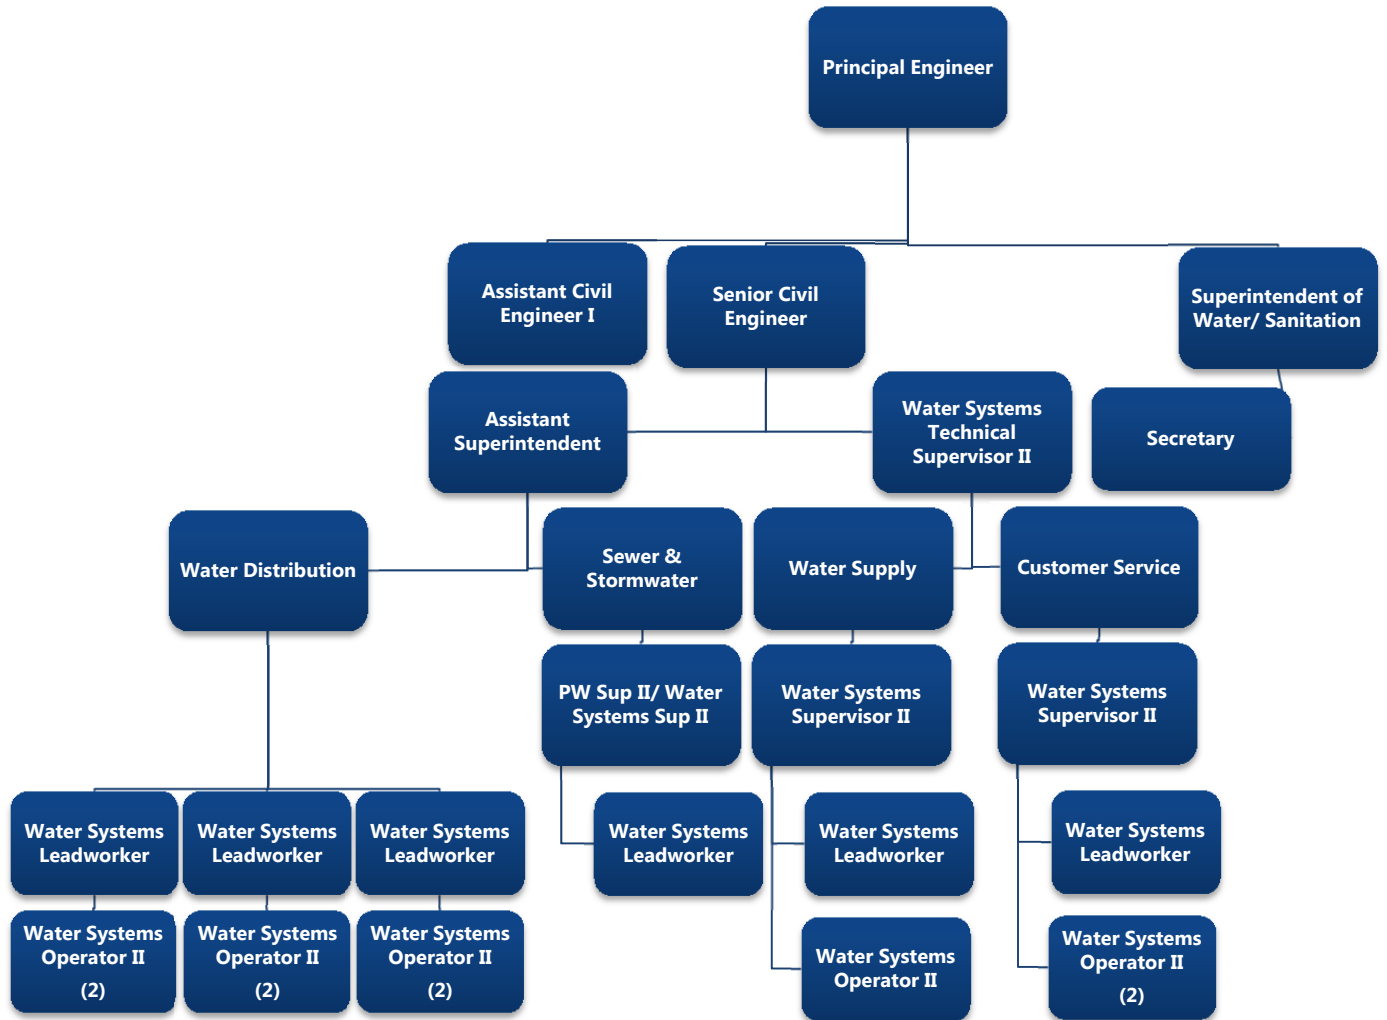 Principal Engineer
Assistant Civil
Engineer I
Senior Civil
Engineer
Superintendent of
Water/ Sanitation
Assistant
Superintendent
Water Systems
Technical
Supervisor II
Secretary
Water Distribution
Sewer &
Stormwater
Water Supply
Customer Service
PW Sup II/ Water
Systems Sup II
Water Systems
Supervisor II
Water Systems
Supervisor II
Water Systems
Leadworker
Water Systems
Leadworker
Water Systems
Leadworker
Water Systems
Leadworker
Water Systems
Leadworker
Water Systems
Leadworker
Water Systems
Operator II
(2)
Water Systems
Operator II
(2)
Water Systems
Operator II
(2)
Water Systems
Operator II
Water Systems
Operator II
(2)